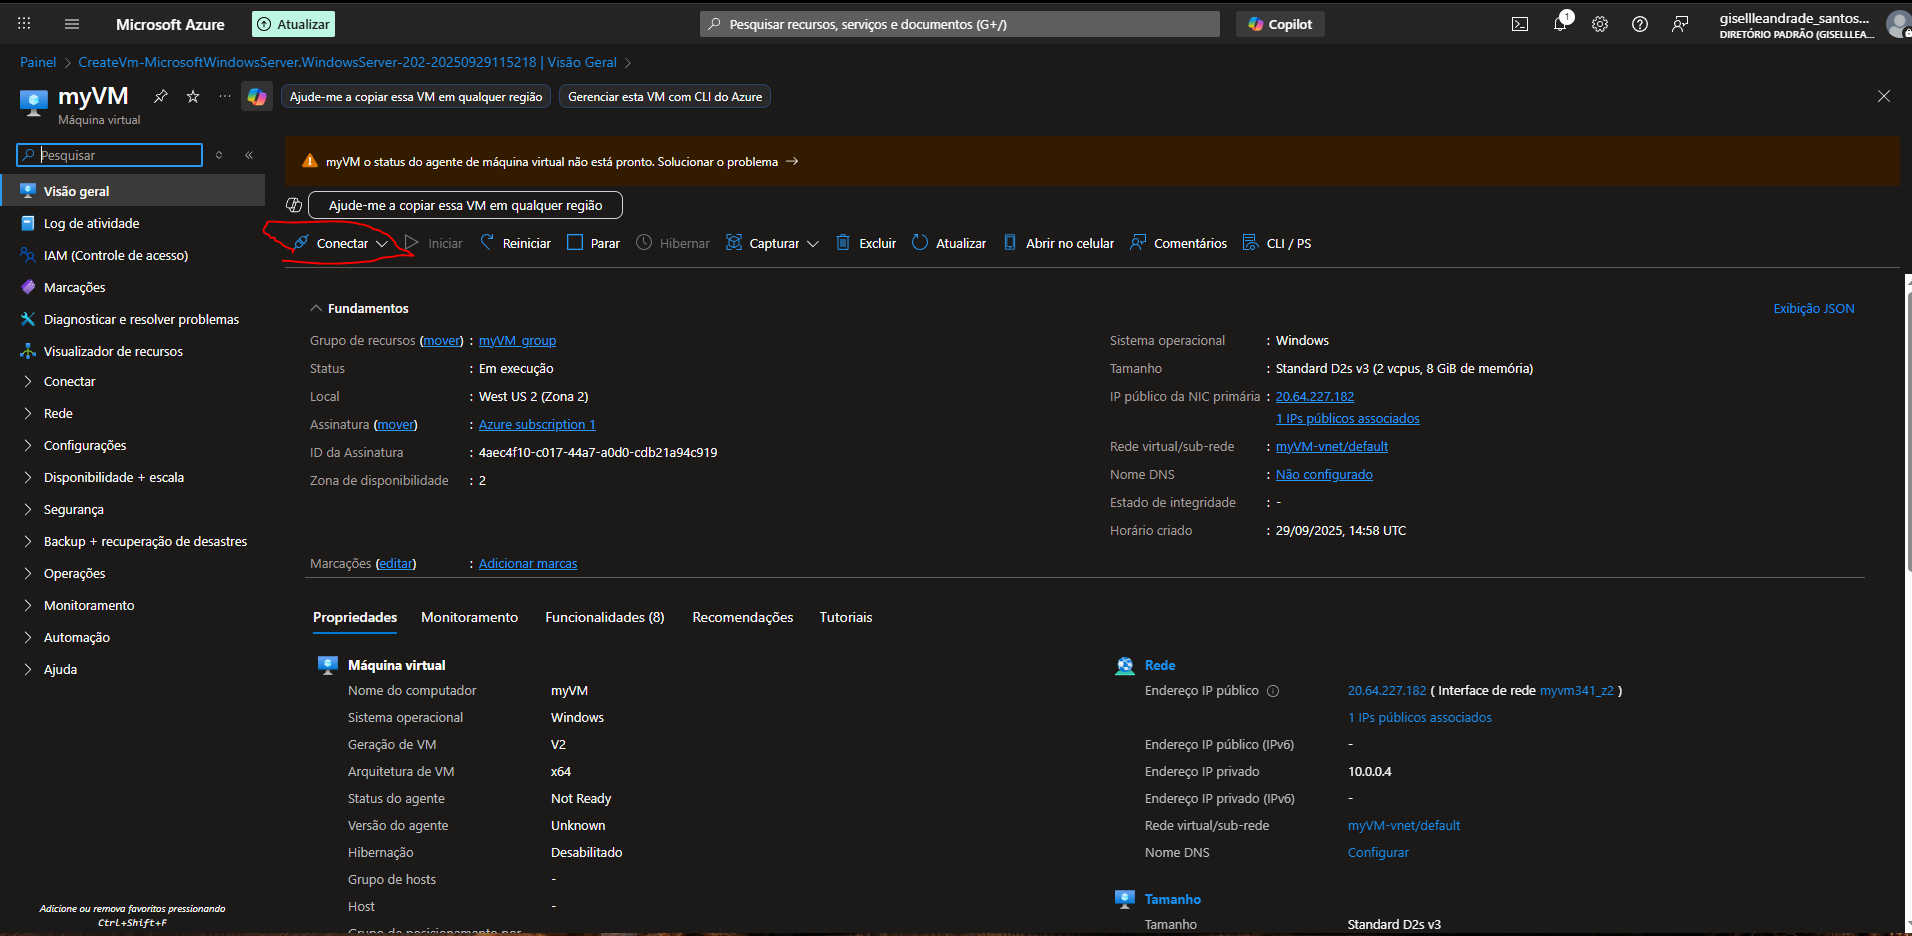 Microsoft Azure
Atualizar
Pesquisar recursos, serviços e documentos (G+/)
Copilot
1
gisellleandrade_santos...
DIRETÓRIO PADRÃO (GISELLLEA...
Painel > CreateVm-MicrosoftWindowsServer.WindowsServer-202-20250929115218 | Visão Geral >
myVM
Máquina virtual
Ajude-me a copiar essa VM em qualquer região
Gerenciar esta VM com CLI do Azure
Pesquisar
Visão geral
Log de atividade
IAM (Controle de acesso)
Marcações
Diagnosticar e resolver problemas
Visualizador de recursos
Conectar
Rede
Configurações
Disponibilidade + escala
Segurança
Backup + recuperação de desastres
Operações
Monitoramento
Automação
Ajuda
Adicione ou remova favoritos pressionando
Ctrl+Shift+F
myVM o status do agente de máquina virtual não está pronto. Solucionar o problema →
Ajude-me a copiar essa VM em qualquer região
Conectar Iniciar Reiniciar Parar Hibernar Capturar Excluir Atualizar Abrir no celular Comentários CLI / PS
Fundamentos
Exibição JSON
Grupo de recursos (mover) : myVM_group
Status : Em execução
Local : West US 2 (Zona 2)
Assinatura (mover) : Azure subscription 1
ID da Assinatura : 4aec4f10-c017-44a7-a0d0-cdb21a94c919
Zona de disponibilidade : 2
Sistema operacional : Windows
Tamanho : Standard D2s v3 (2 vcpus, 8 GiB de memória)
IP público da NIC primária : 20.64.227.182
1 IPs públicos associados
Rede virtual/sub-rede : myVM-vnet/default
Nome DNS : Não configurado
Estado de integridade : -
Horário criado : 29/09/2025, 14:58 UTC
Marcações (editar) : Adicionar marcas
Propriedades Monitoramento Funcionalidades (8) Recomendações Tutoriais
Máquina virtual
Nome do computador myVM
Sistema operacional Windows
Geração de VM V2
Arquitetura de VM x64
Status do agente Not Ready
Versão do agente Unknown
Hibernação Desabilitado
Grupo de hosts -
Host -
Grupo de posicionamento por
Rede
Endereço IP público 20.64.227.182 ( Interface de rede myvm341_z2 )
1 IPs públicos associados
Endereço IP público (IPv6) -
Endereço IP privado 10.0.0.4
Endereço IP privado (IPv6) -
Rede virtual/sub-rede myVM-vnet/default
Nome DNS Configurar
Tamanho
Tamanho Standard D2s v3